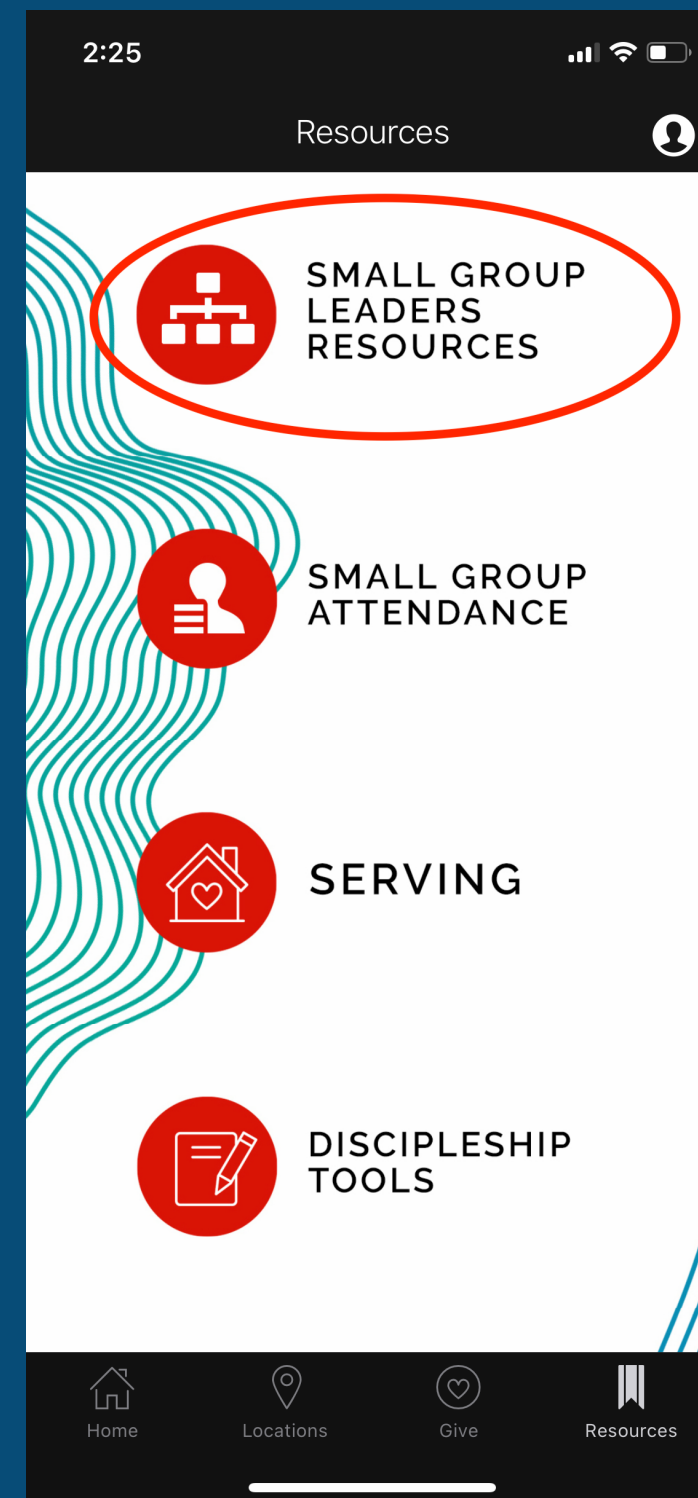 2:25
Resources
SMALL GROUP
LEADERS
RESOURCES
SMALL GROUP
ATTENDANCE
SERVING
DISCIPLESHIP
TOOLS
Home
Locations
Give
Resources